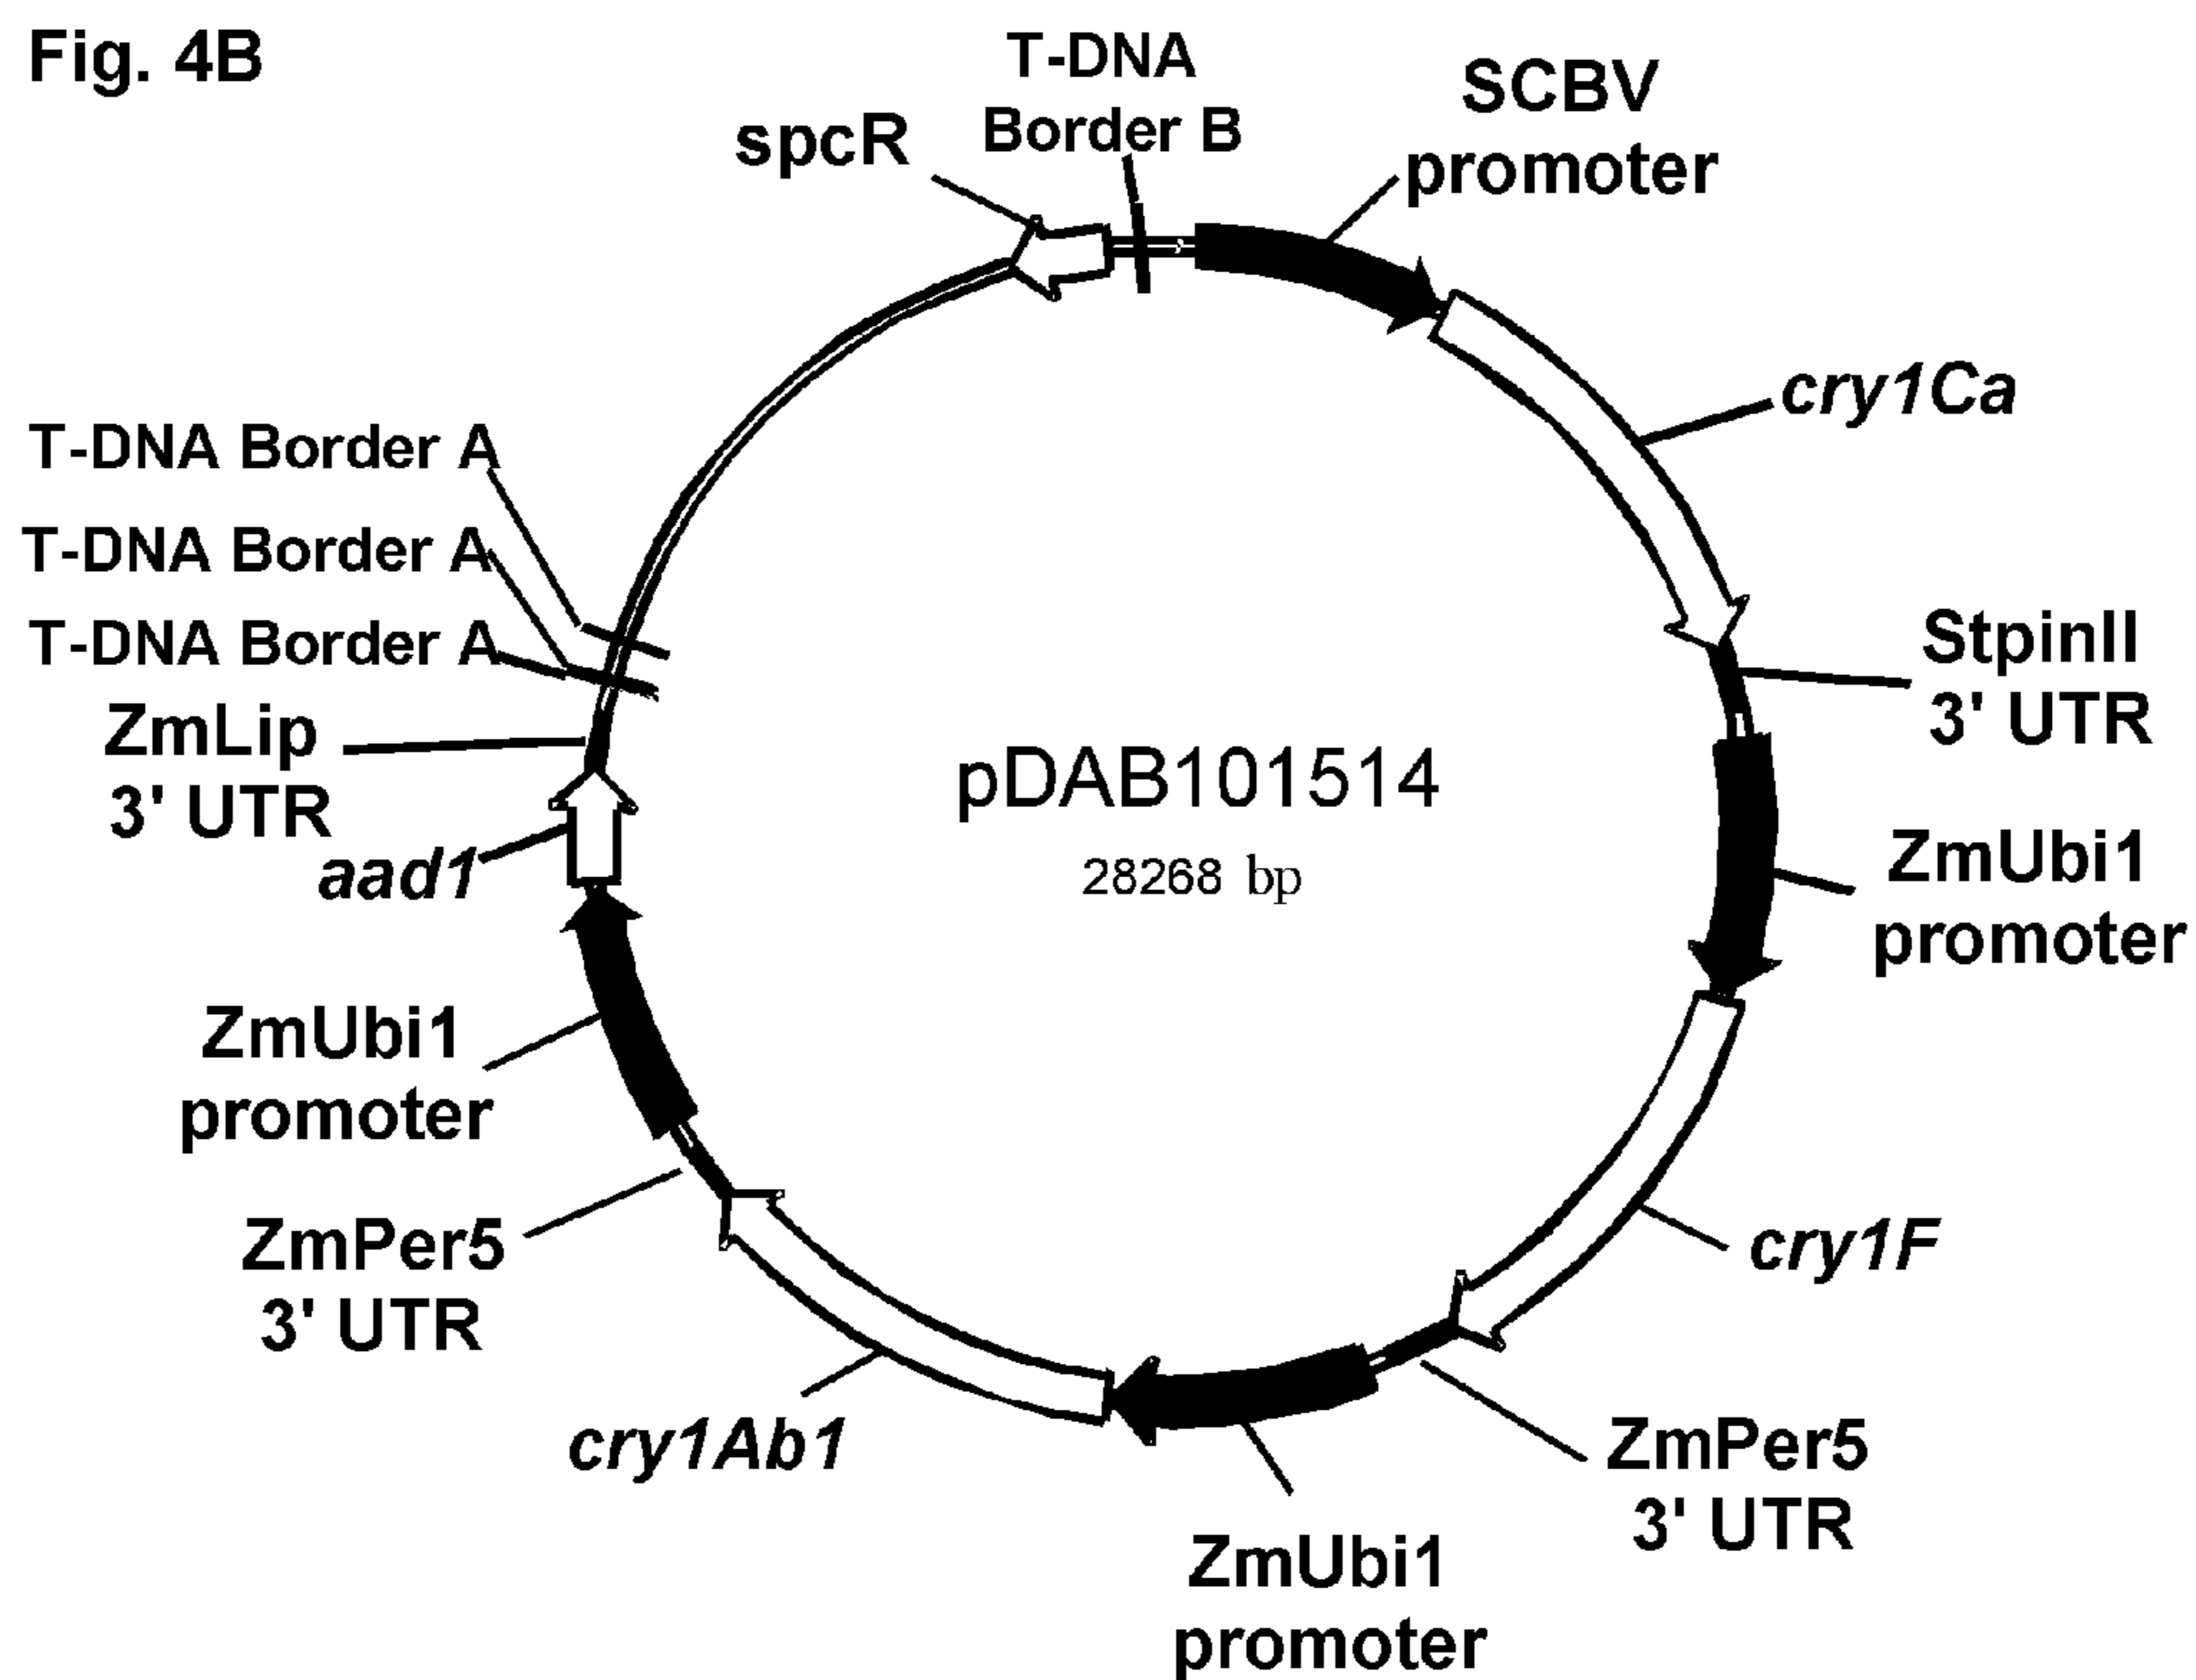 Fig. 4B
T-DNA
Border B
spcR
SCBV
promoter
cry1Ca
T-DNA Border A
T-DNA Border A
T-DNA Border A
StpinII
3' UTR
ZmLip
3' UTR
pDAB101514
28268 bp
aad1
ZmUbi1
promoter
ZmUbi1
promoter
ZmPer5
3' UTR
cry1F
cry1Ab1
ZmPer5
3' UTR
ZmUbi1
promoter